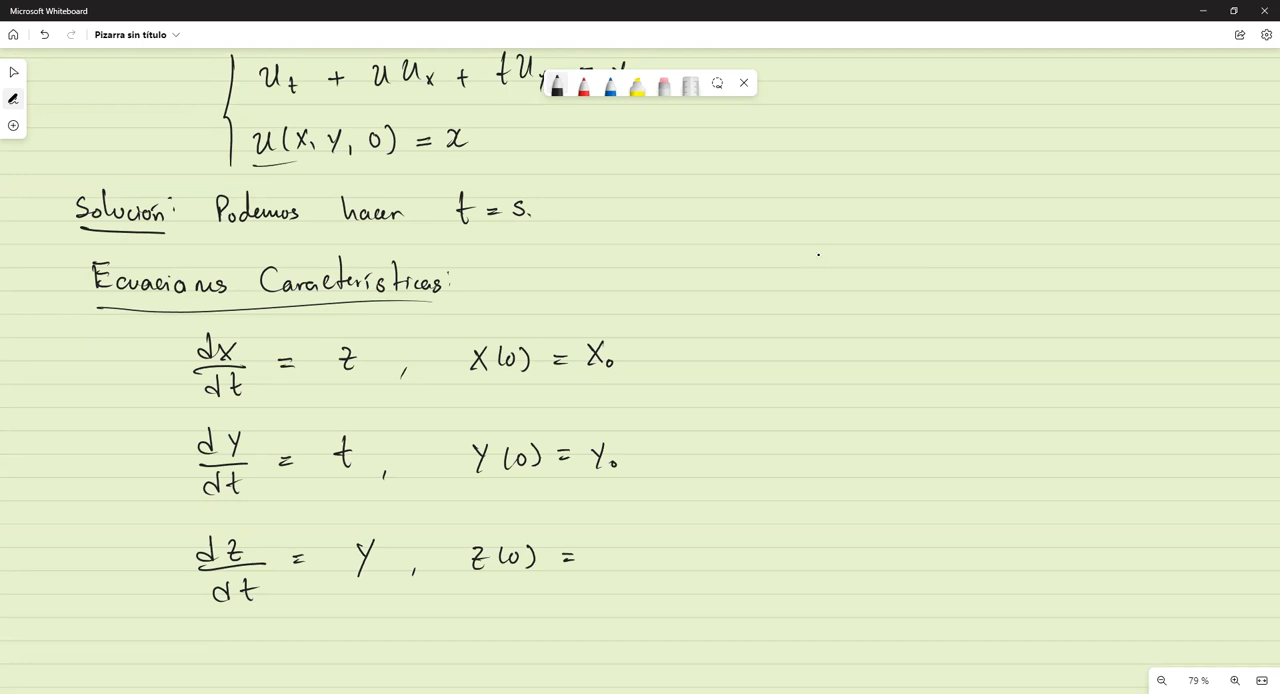 Microsoft Whiteboard
Pizarra sin título
u_t + u u_x + t u_y = y
u(x, y, 0) = x
Solución: Podemos hacer t = s.
Ecuaciones Características:
dx/dt = z , x(0) = x₀
dy/dt = t , y(0) = y₀
dz/dt = y , z(0) =
79 %